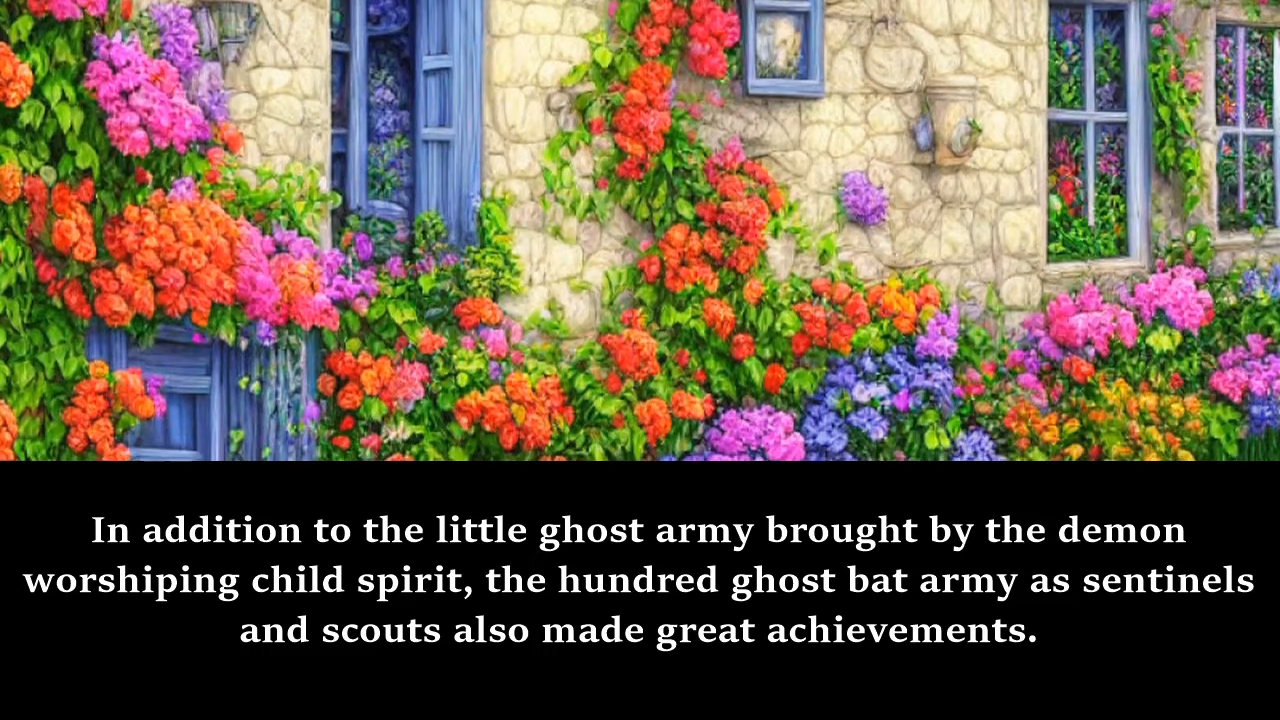 In addition to the little ghost army brought by the demon
worshiping child spirit, the hundred ghost bat army as sentinels
and scouts also made great achievements.